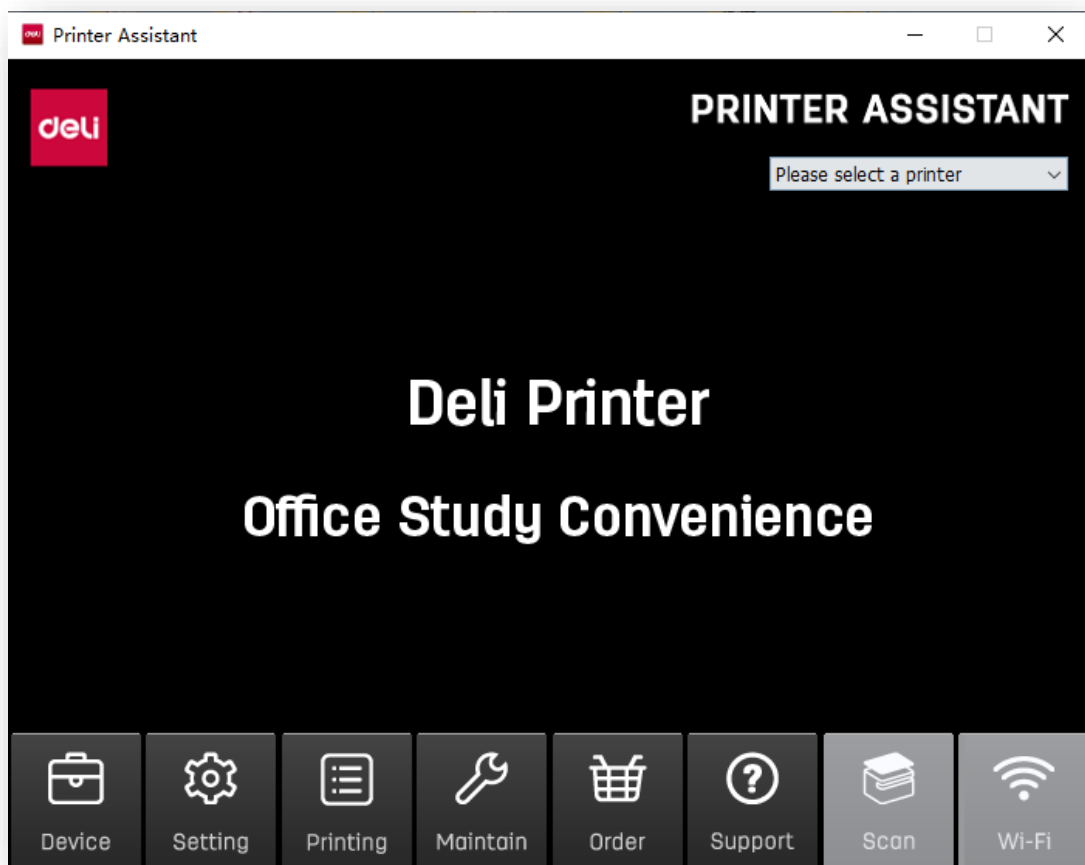 deli Printer Assistant
deli
PRINTER ASSISTANT
Please select a printer
Deli Printer
Office Study Convenience
Device Setting Printing Maintain Order Support Scan Wi-Fi